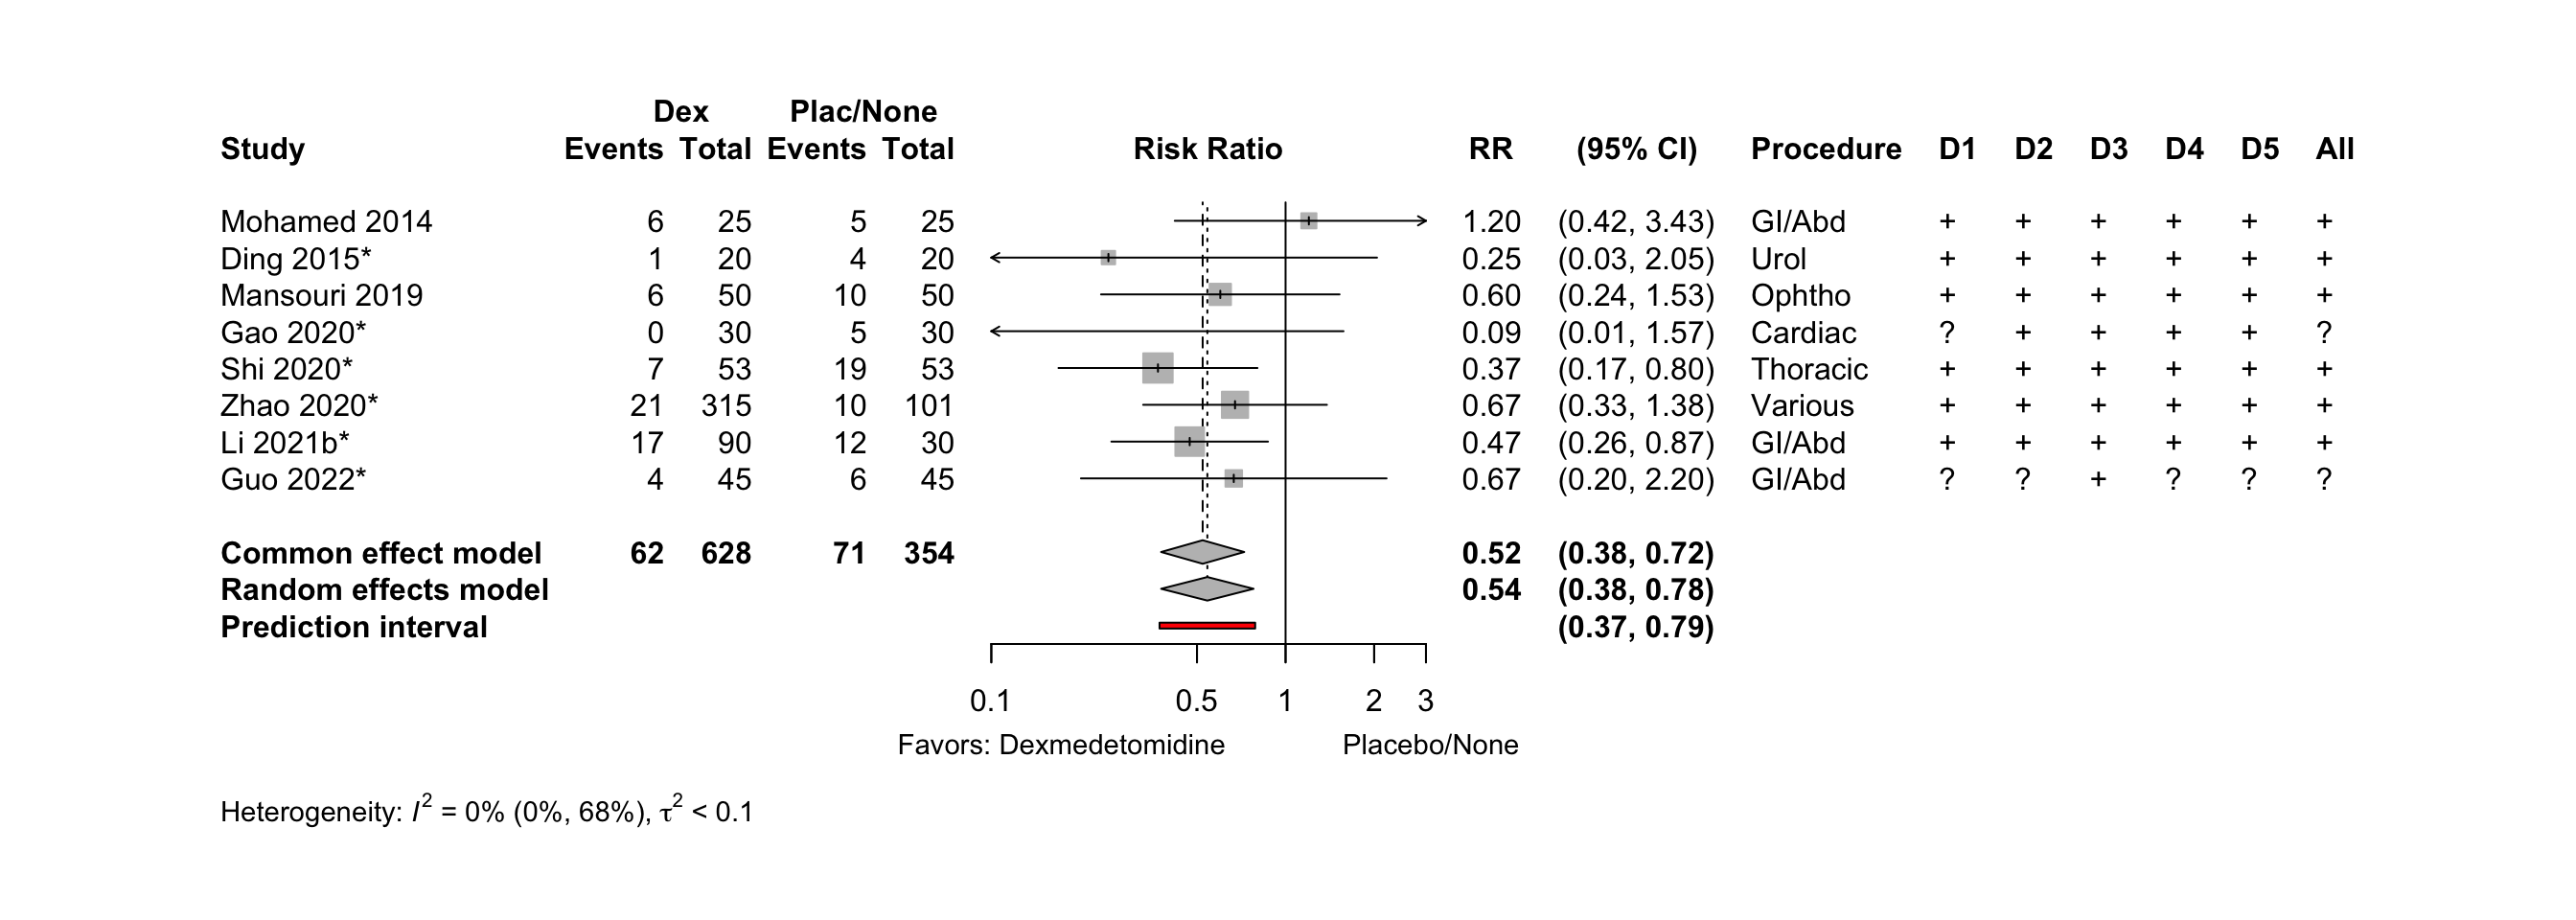 Dex Plac/None
Study Events Total Events Total Risk Ratio RR (95% CI) Procedure D1 D2 D3 D4 D5 All
Mohamed 2014 6 25 5 25 1.20 (0.42, 3.43) GI/Abd + + + + + +
Ding 2015* 1 20 4 20 0.25 (0.03, 2.05) Urol + + + + + +
Mansouri 2019 6 50 10 50 0.60 (0.24, 1.53) Ophtho + + + + + +
Gao 2020* 0 30 5 30 0.09 (0.01, 1.57) Cardiac ? + + + + ?
Shi 2020* 7 53 19 53 0.37 (0.17, 0.80) Thoracic + + + + + +
Zhao 2020* 21 315 10 101 0.67 (0.33, 1.38) Various + + + + + +
Li 2021b* 17 90 12 30 0.47 (0.26, 0.87) GI/Abd + + + + + +
Guo 2022* 4 45 6 45 0.67 (0.20, 2.20) GI/Abd ? ? + ? ? ?
Common effect model 62 628 71 354 0.52 (0.38, 0.72)
Random effects model 0.54 (0.38, 0.78)
Prediction interval (0.37, 0.79)
0.1 0.5 1 2 3
Favors: Dexmedetomidine Placebo/None
Heterogeneity: I² = 0% (0%, 68%), τ² < 0.1